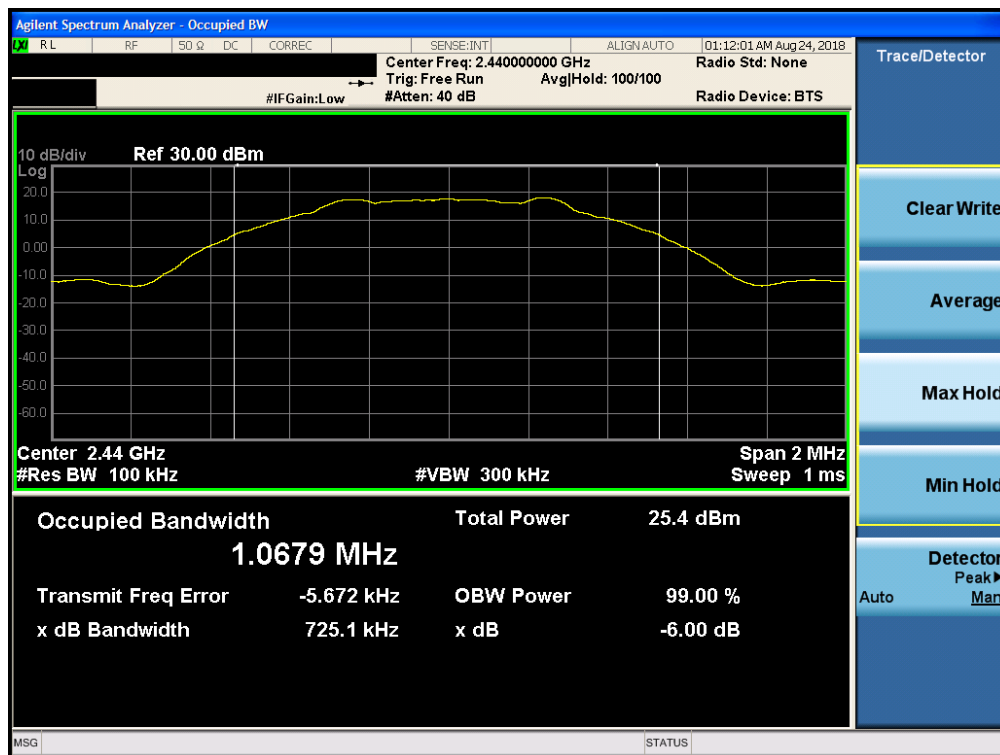 Agilent Spectrum Analyzer - Occupied BW
LXI RL RF 50 Ω DC CORREC SENSE:INT ALIGN AUTO 01:12:01 AM Aug 24, 2018
Center Freq: 2.440000000 GHz Radio Std: None
Trig: Free Run Avg|Hold: 100/100
#IFGain:Low #Atten: 40 dB Radio Device: BTS
10 dB/div Ref 30.00 dBm
Log
20.0
10.0
0.00
-10.0
-20.0
-30.0
-40.0
-50.0
-60.0
Center 2.44 GHz Span 2 MHz
#Res BW 100 kHz #VBW 300 kHz Sweep 1 ms
Occupied Bandwidth Total Power 25.4 dBm
1.0679 MHz
Transmit Freq Error -5.672 kHz OBW Power 99.00 %
x dB Bandwidth 725.1 kHz x dB -6.00 dB
MSG STATUS
Trace/Detector
Clear Write
Average
Max Hold
Min Hold
Detector
Peak▶
Auto Man